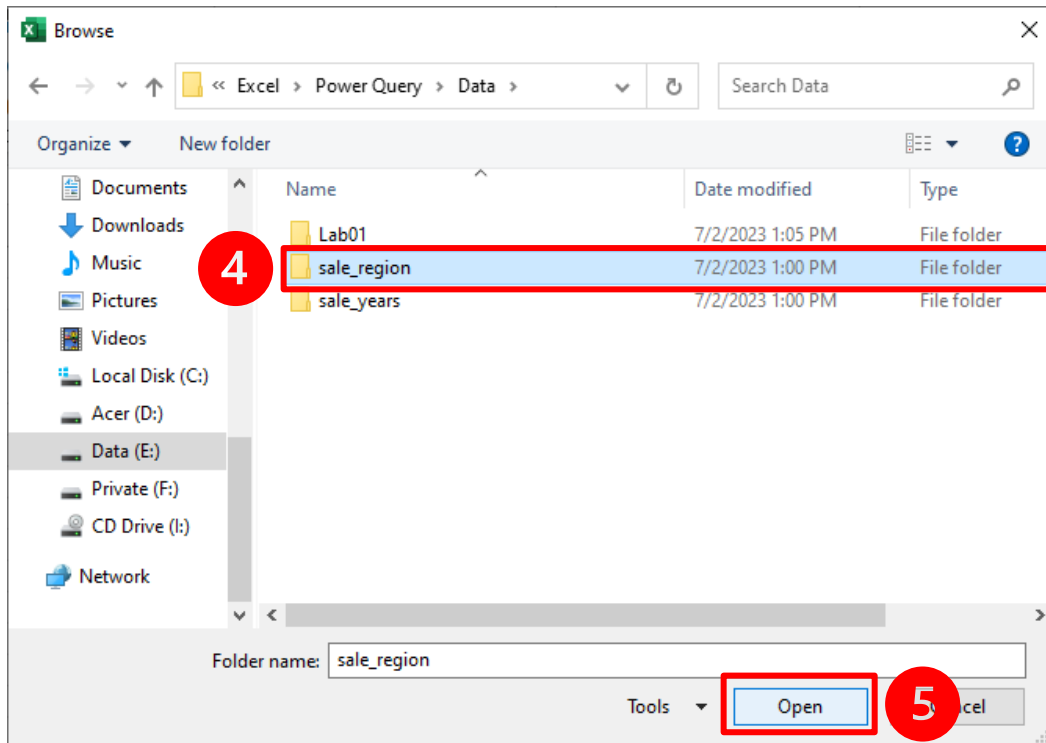 Browse
« Excel > Power Query > Data >
Search Data
Organize
New folder
Documents
Downloads
Music
Pictures
Videos
Local Disk (C:)
Acer (D:)
Data (E:)
Private (F:)
CD Drive (I:)
Network
Name Date modified Type
Lab01 7/2/2023 1:05 PM File folder
4 sale_region 7/2/2023 1:00 PM File folder
sale_years 7/2/2023 1:00 PM File folder
Folder name: sale_region
Tools Open 5 cel